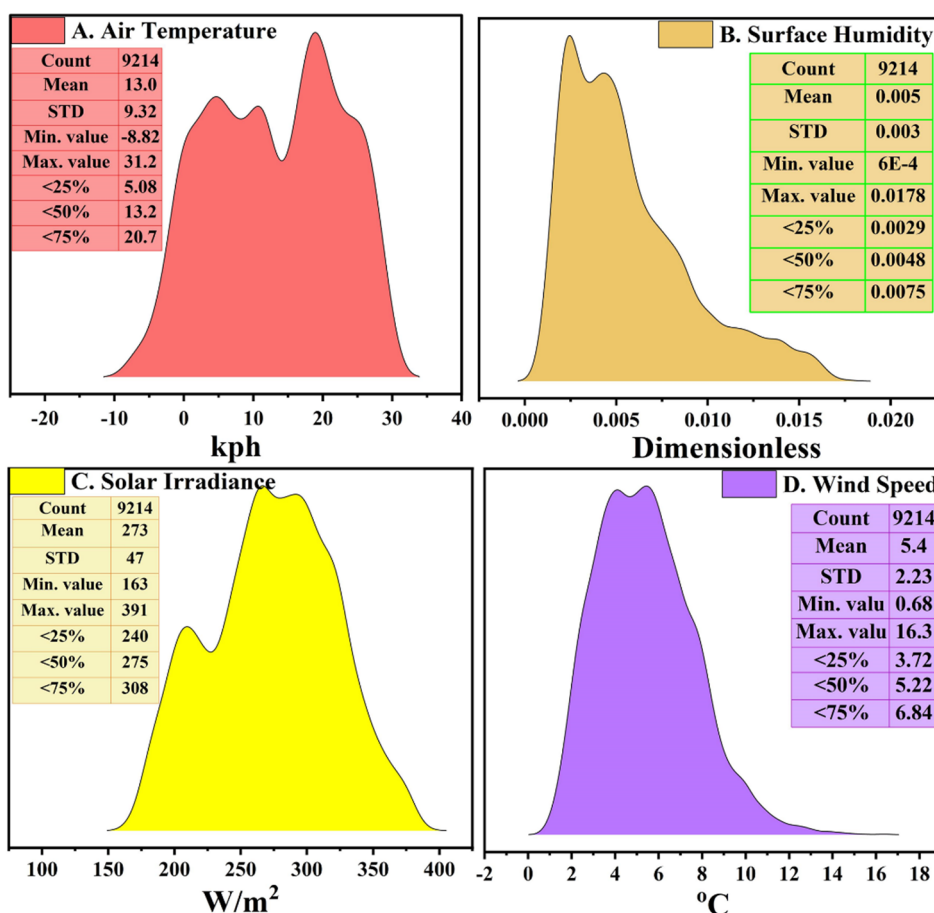 A. Air Temperature
Count 9214
Mean 13.0
STD 9.32
Min. value -8.82
Max. value 31.2
<25% 5.08
<50% 13.2
<75% 20.7
-20 -10 0 10 20 30 40
kph
B. Surface Humidity
Count 9214
Mean 0.005
STD 0.003
Min. value 6E-4
Max. value 0.0178
<25% 0.0029
<50% 0.0048
<75% 0.0075
0.000 0.005 0.010 0.015 0.020
Dimensionless
C. Solar Irradiance
Count 9214
Mean 273
STD 47
Min. value 163
Max. value 391
<25% 240
<50% 275
<75% 308
100 150 200 250 300 350 400
W/m²
D. Wind Speed
Count 9214
Mean 5.4
STD 2.23
Min. valu 0.68
Max. valu 16.3
<25% 3.72
<50% 5.22
<75% 6.84
-2 0 2 4 6 8 10 12 14 16 18
ºC